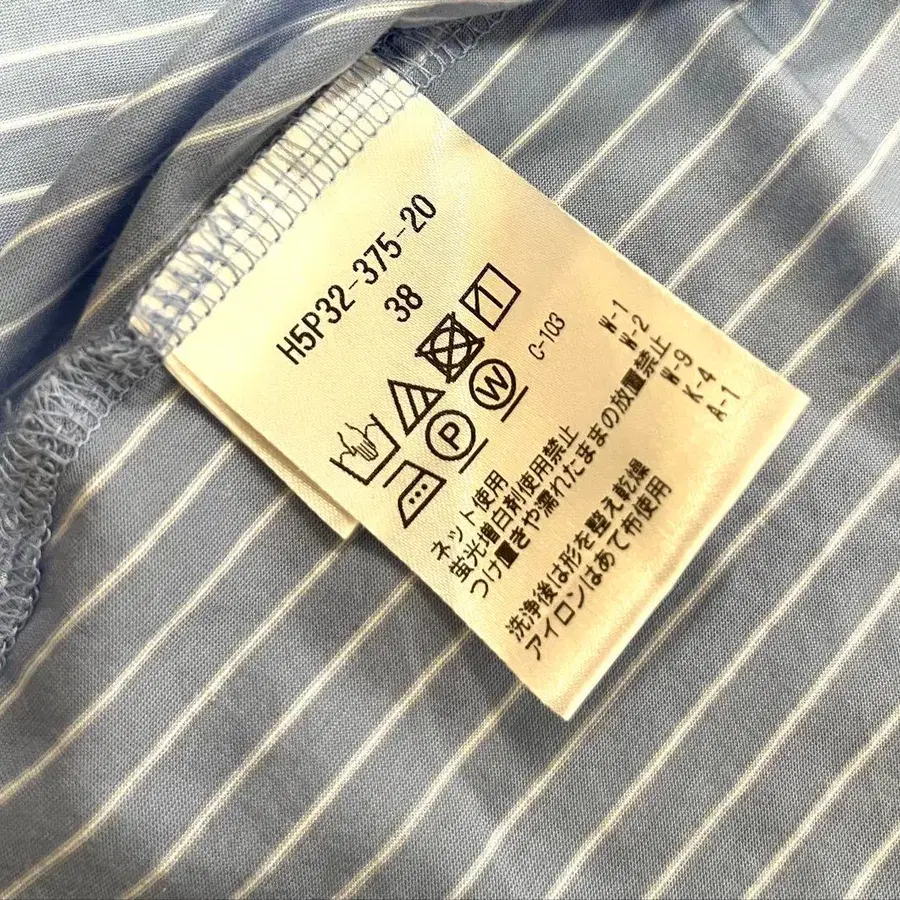 H5P32-375-20
38
P W
C-103
ネット使用 W-1
蛍光増白剤使用禁止 W-2
つけ置きや濡れたままの放置禁止
W-9
洗浄後は形を整え乾燥 K-4
アイロンはあて布使用 A-1